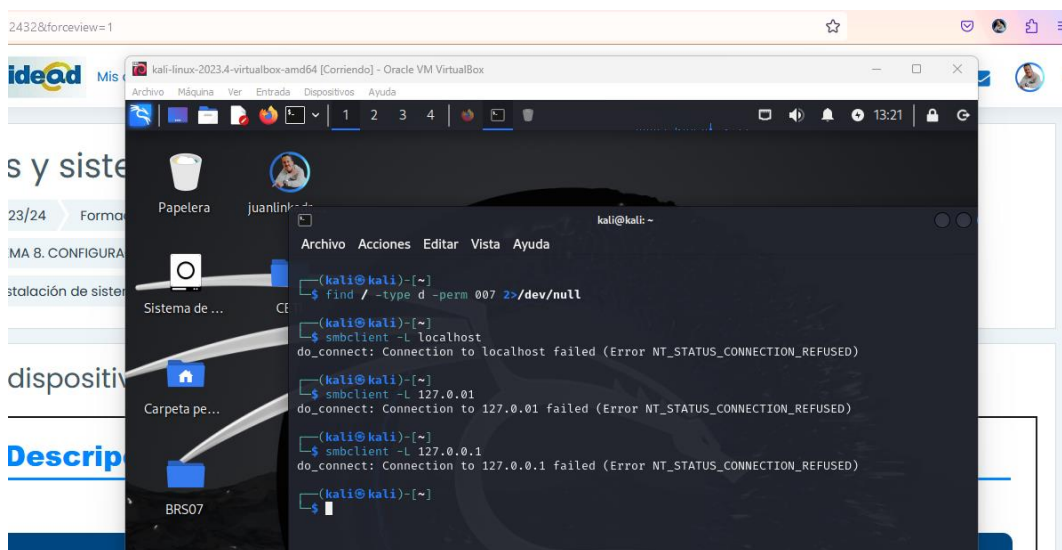 2432&forceview=1
idead Mis
kali-linux-2023.4-virtualbox-amd64 [Corriendo] - Oracle VM VirtualBox
Archivo Máquina Ver Entrada Dispositivos Ayuda
1 2 3 4 13:21
s y siste
23/24 Forma
MA 8. CONFIGURA
stalación de sister
dispositiv
Descrip
Papelera
juanlink
Sistema de ...
CE
Carpeta pe...
BRS07
kali@kali: ~
Archivo Acciones Editar Vista Ayuda
┌──(kali㉿kali)-[~]
└─$ find / -type d -perm 007 2>/dev/null
┌──(kali㉿kali)-[~]
└─$ smbclient -L localhost
do_connect: Connection to localhost failed (Error NT_STATUS_CONNECTION_REFUSED)
┌──(kali㉿kali)-[~]
└─$ smbclient -L 127.0.01
do_connect: Connection to 127.0.01 failed (Error NT_STATUS_CONNECTION_REFUSED)
┌──(kali㉿kali)-[~]
└─$ smbclient -L 127.0.0.1
do_connect: Connection to 127.0.0.1 failed (Error NT_STATUS_CONNECTION_REFUSED)
┌──(kali㉿kali)-[~]
└─$